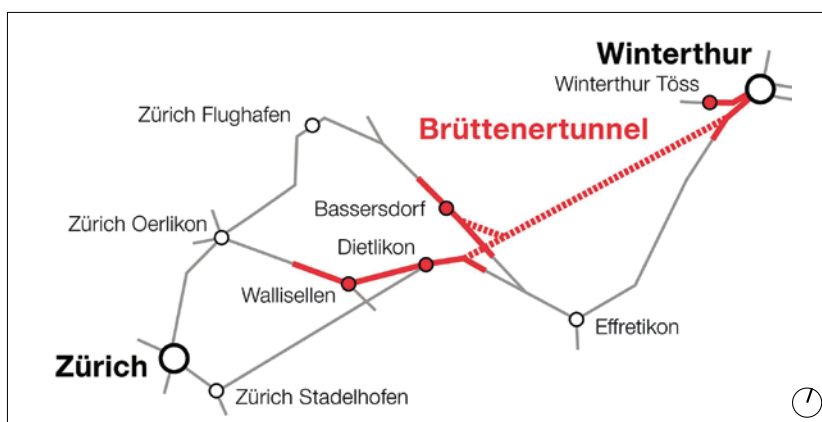 Winterthur
Winterthur Töss
Zürich Flughafen
Brüttenertunnel
Bassersdorf
Zürich Oerlikon
Dietlikon
Wallisellen
Effretikon
Zürich
Zürich Stadelhofen